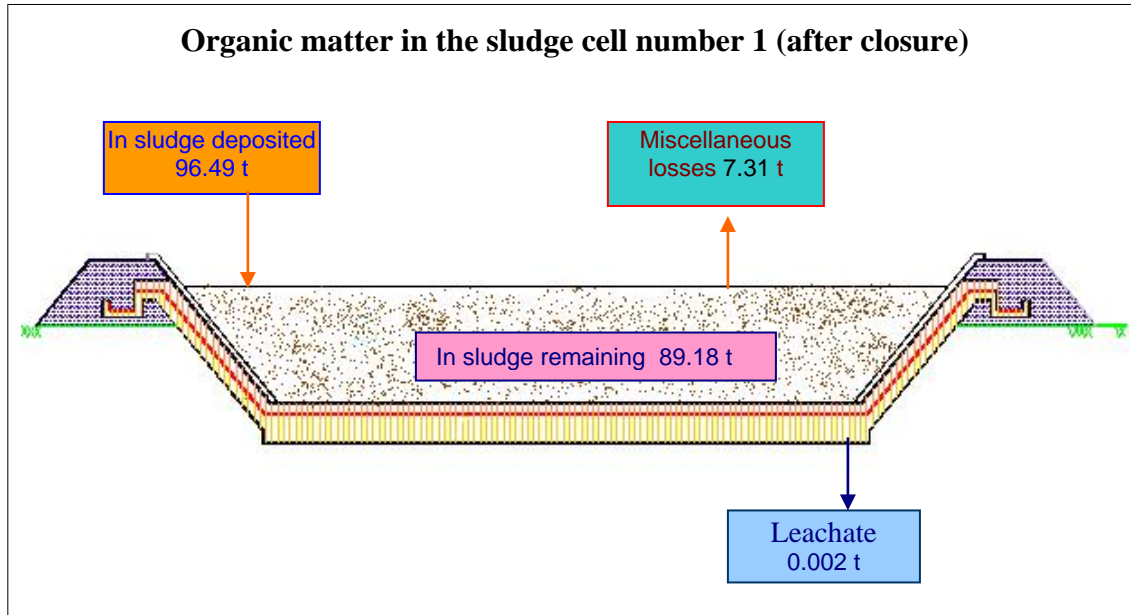 Organic matter in the sludge cell number 1 (after closure)
In sludge deposited
96.49 t
Miscellaneous
losses 7.31 t
In sludge remaining 89.18 t
Leachate
0.002 t